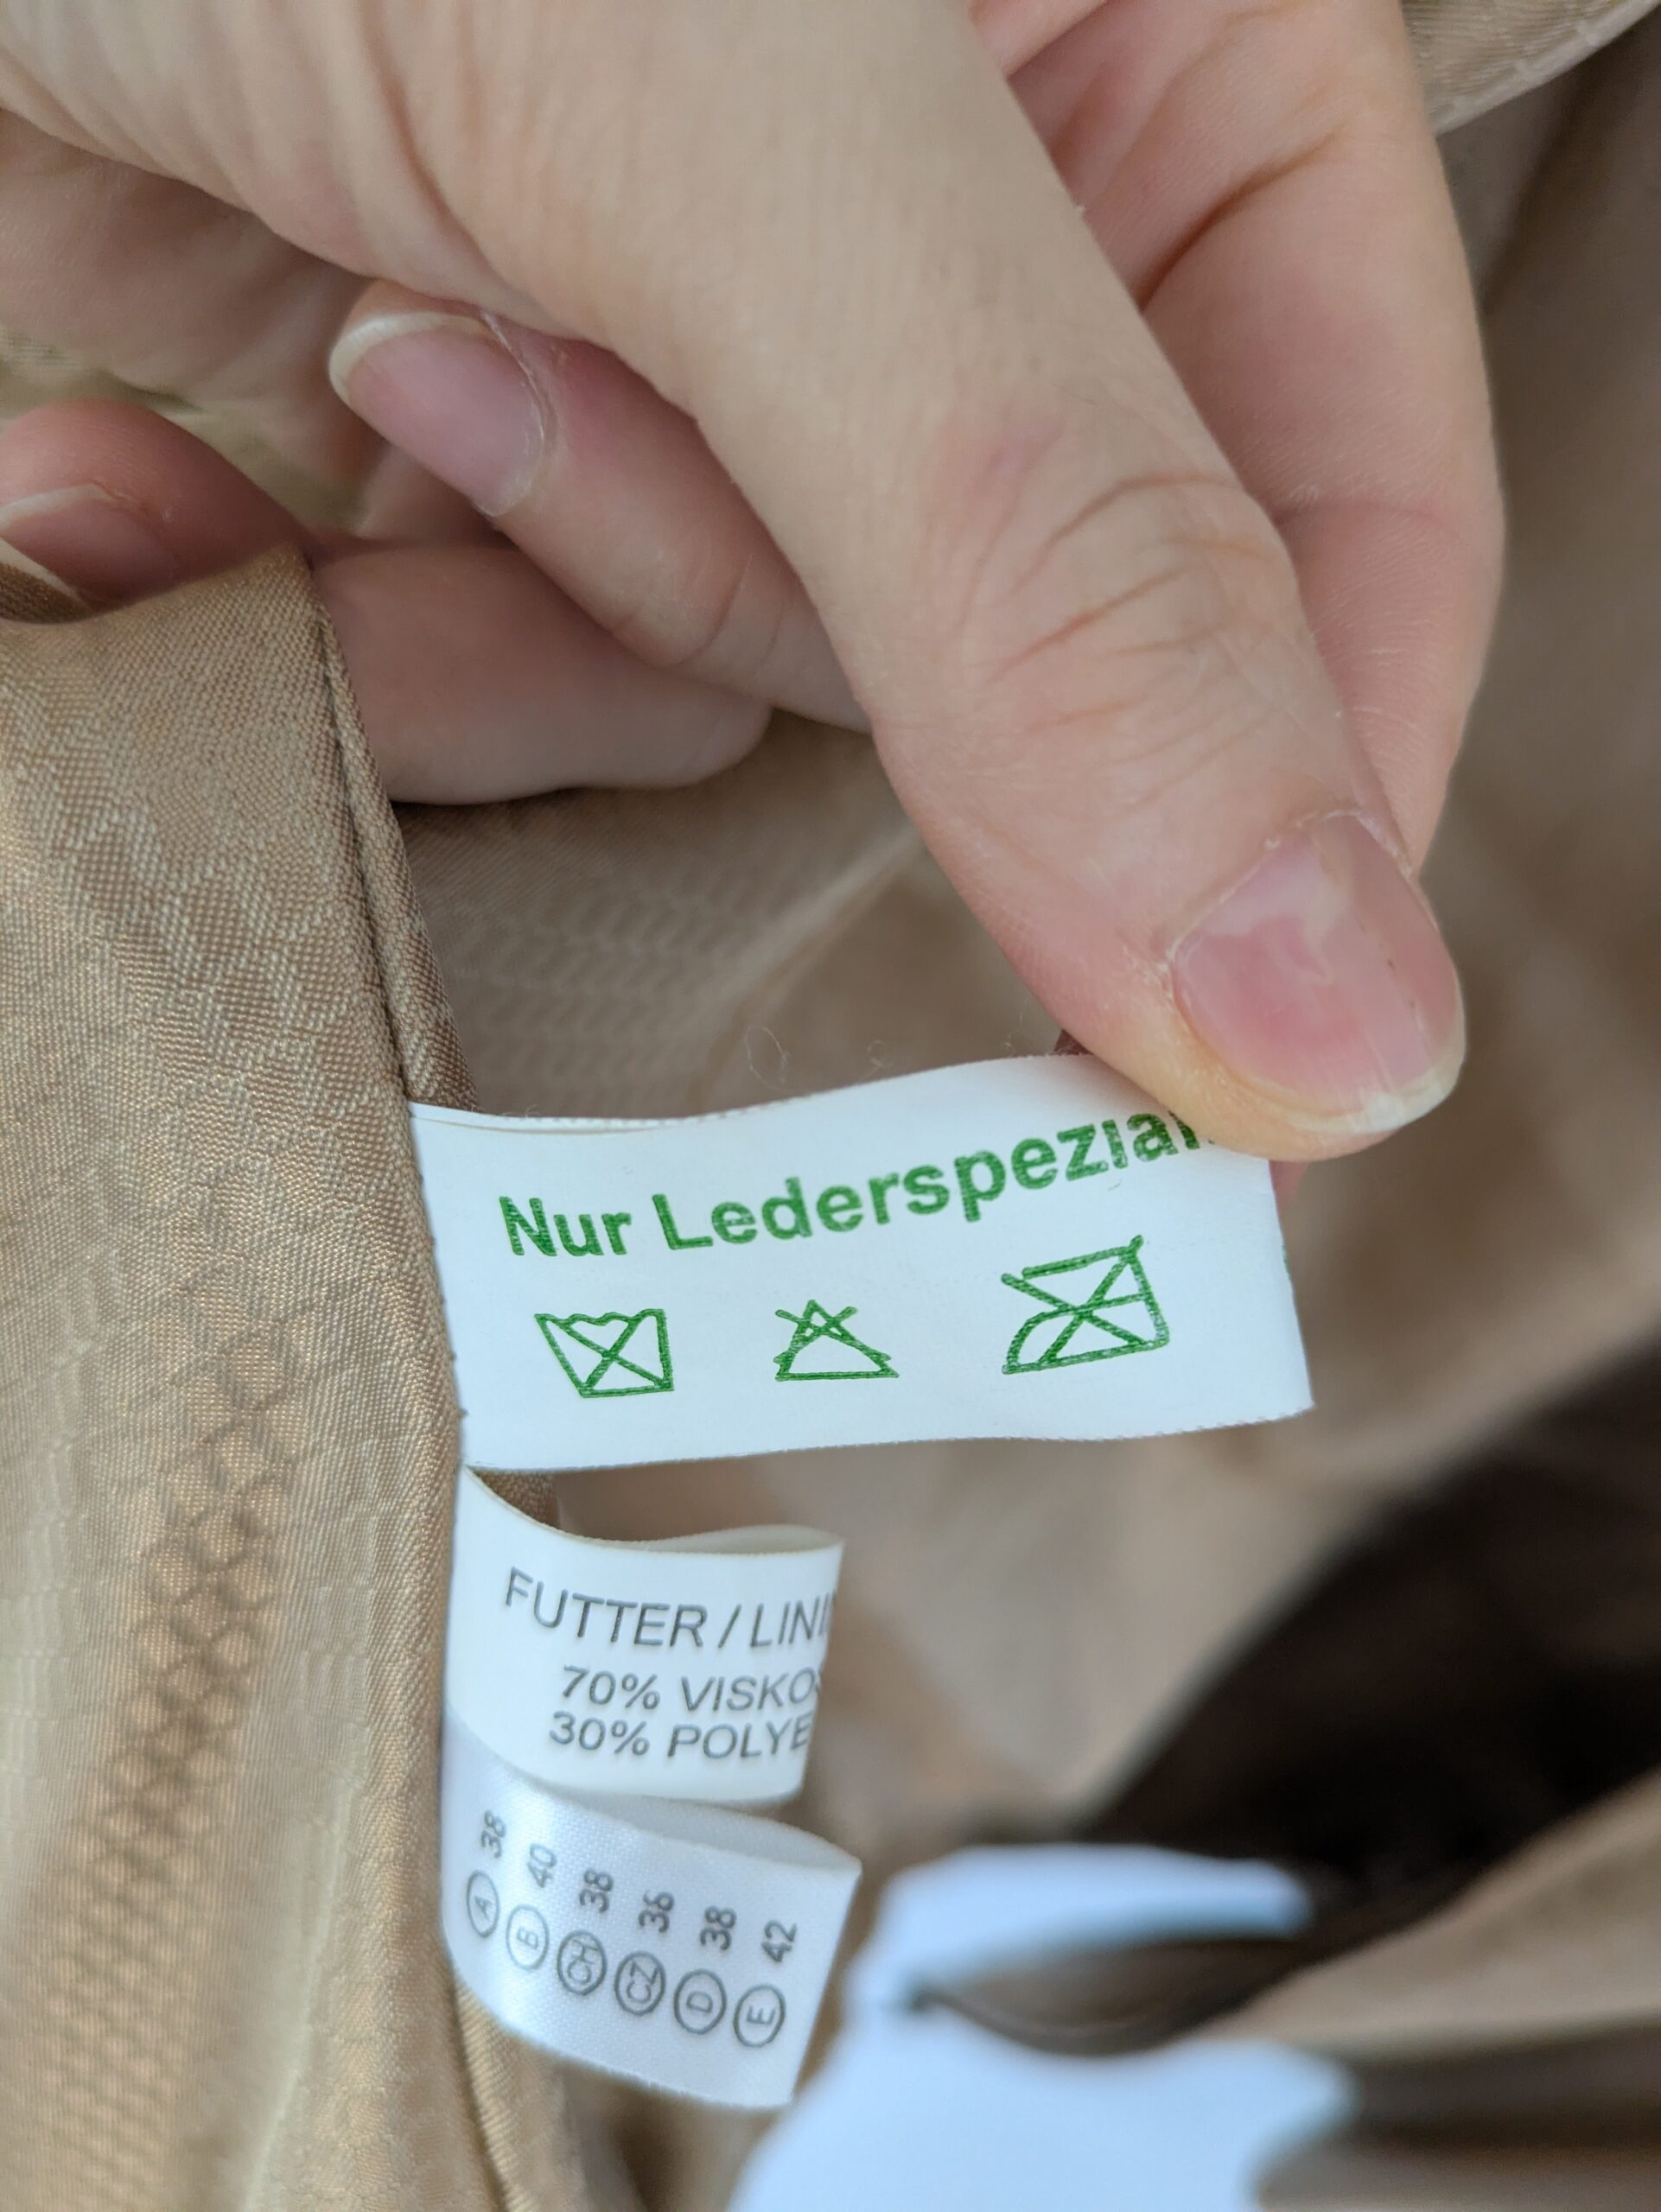 Nur Lederspezial
FUTTER / LINI
70% VISKOS
30% POLYE
A 38
B 40
CH 38
CZ 36
D 38
E 42